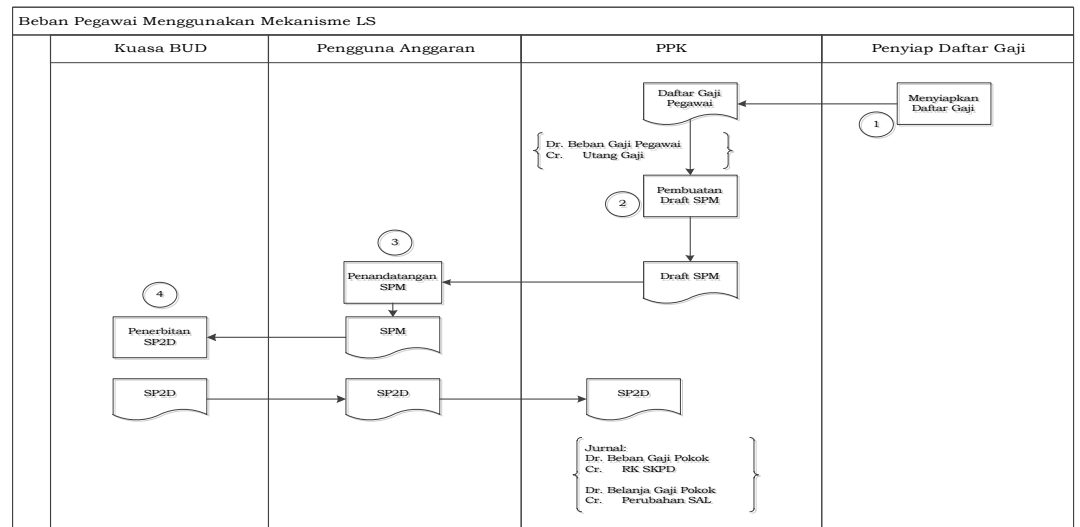 Beban Pegawai Menggunakan Mekanisme LS
Kuasa BUD
Pengguna Anggaran
PPK
Penyiap Daftar Gaji
Daftar Gaji
Pegawai
Menyiapkan
Daftar Gaji
1
Dr. Beban Gaji Pegawai
Cr. Utang Gaji
Pembuatan
Draft SPM
2
3
Penandatangan
SPM
Draft SPM
4
Penerbitan
SP2D
SPM
SP2D
SP2D
SP2D
Jurnal:
Dr. Beban Gaji Pokok
Cr. RK SKPD
Dr. Belanja Gaji Pokok
Cr. Perubahan SAL